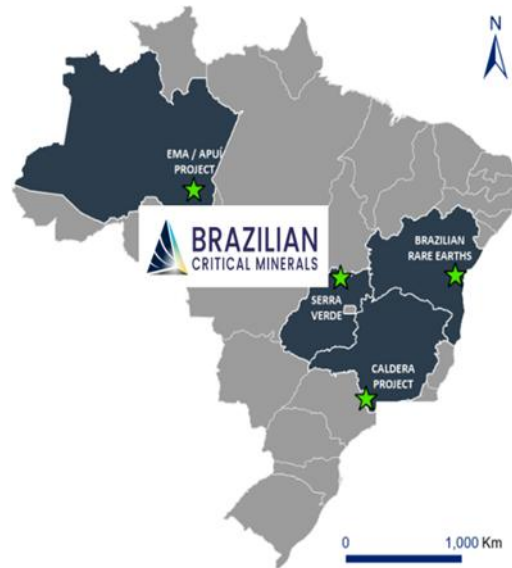 N
EMA / APUÍ
PROJECT
BRAZILIAN
CRITICAL MINERALS
BRAZILIAN
RARE EARTHS
SERRA
VERDE
CALDERA
PROJECT
0 1,000 Km